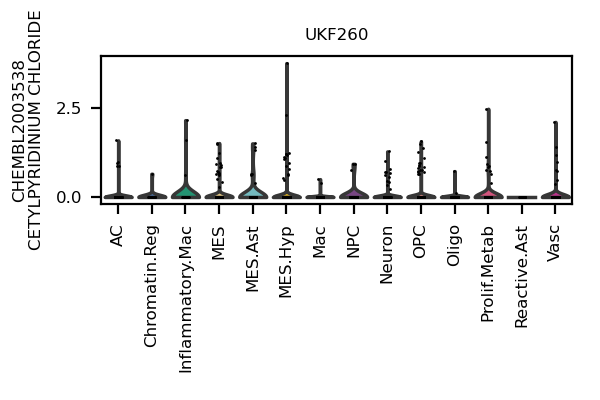 UKF260
CHEMBL2003538
CETYLPYRIDINIUM CHLORIDE
2.5
0.0
AC
Chromatin.Reg
Inflammatory.Mac
MES
MES.Ast
MES.Hyp
Mac
NPC
Neuron
OPC
Oligo
Prolif.Metab
Reactive.Ast
Vasc